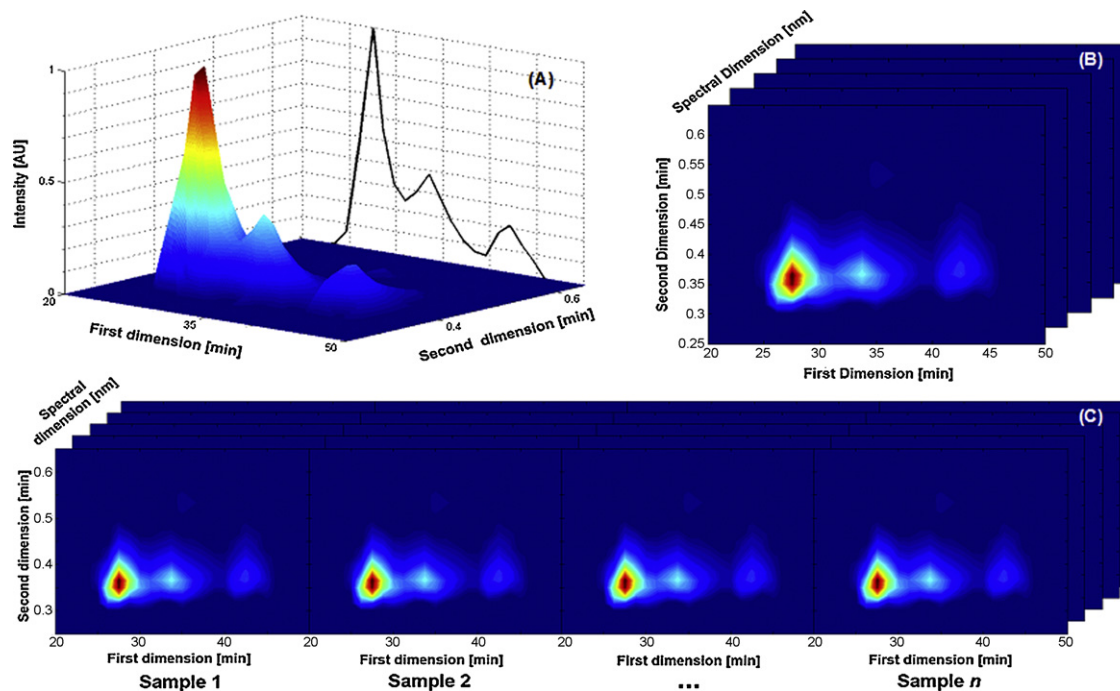 (A)
Intensity [AU]
1
0.5
0
20
35
50
First dimension [min]
0.4
0.6
Second dimension [min]
(B)
Spectral Dimension [nm]
Second Dimension [min]
0.6
0.55
0.5
0.45
0.4
0.35
0.3
0.25
20 25 30 35 40 45 50
First Dimension [min]
(C)
Spectral
dimension [nm]
Second dimension [min]
0.6
0.5
0.4
0.3
20 30 40 20 30 40 20 30 40 20 30 40 50
First dimension [min] First dimension [min] First dimension [min] First dimension [min]
Sample 1 Sample 2 ... Sample n